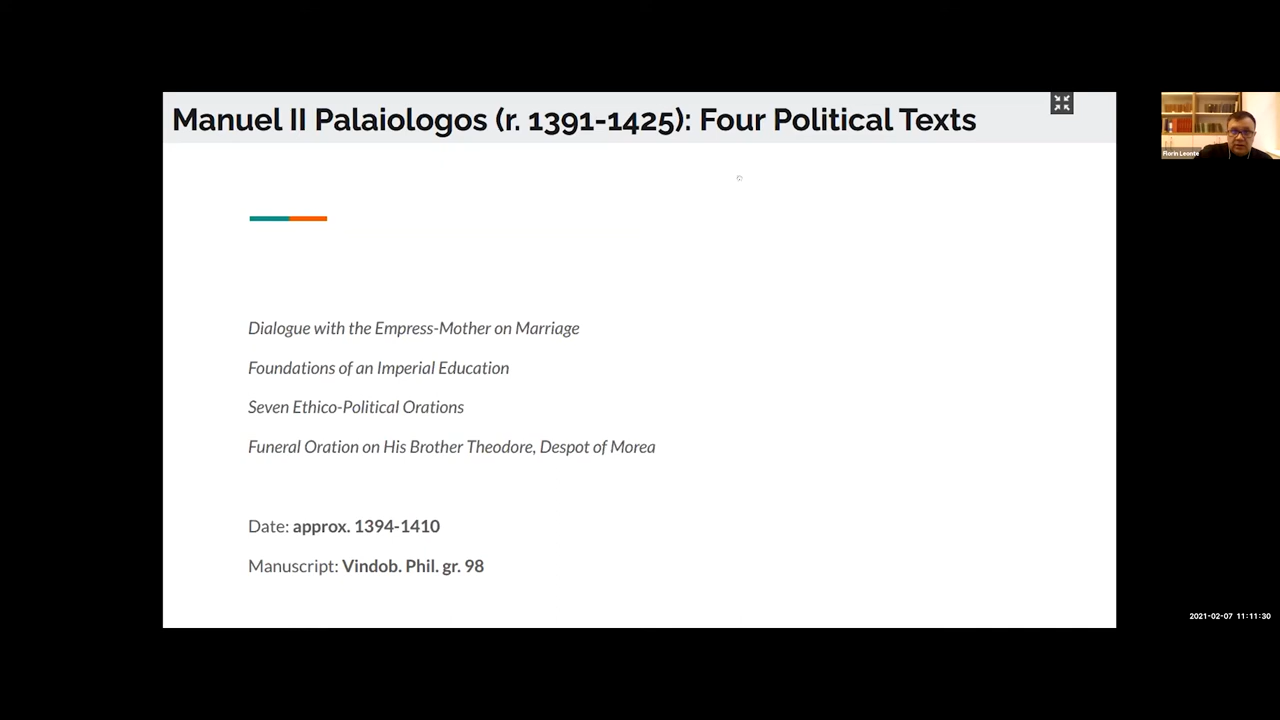 Manuel II Palaiologos (r. 1391-1425): Four Political Texts
Florin Leonte
Dialogue with the Empress-Mother on Marriage
Foundations of an Imperial Education
Seven Ethico-Political Orations
Funeral Oration on His Brother Theodore, Despot of Morea
Date: approx. 1394-1410
Manuscript: Vindob. Phil. gr. 98
2021-02-07 11:11:30